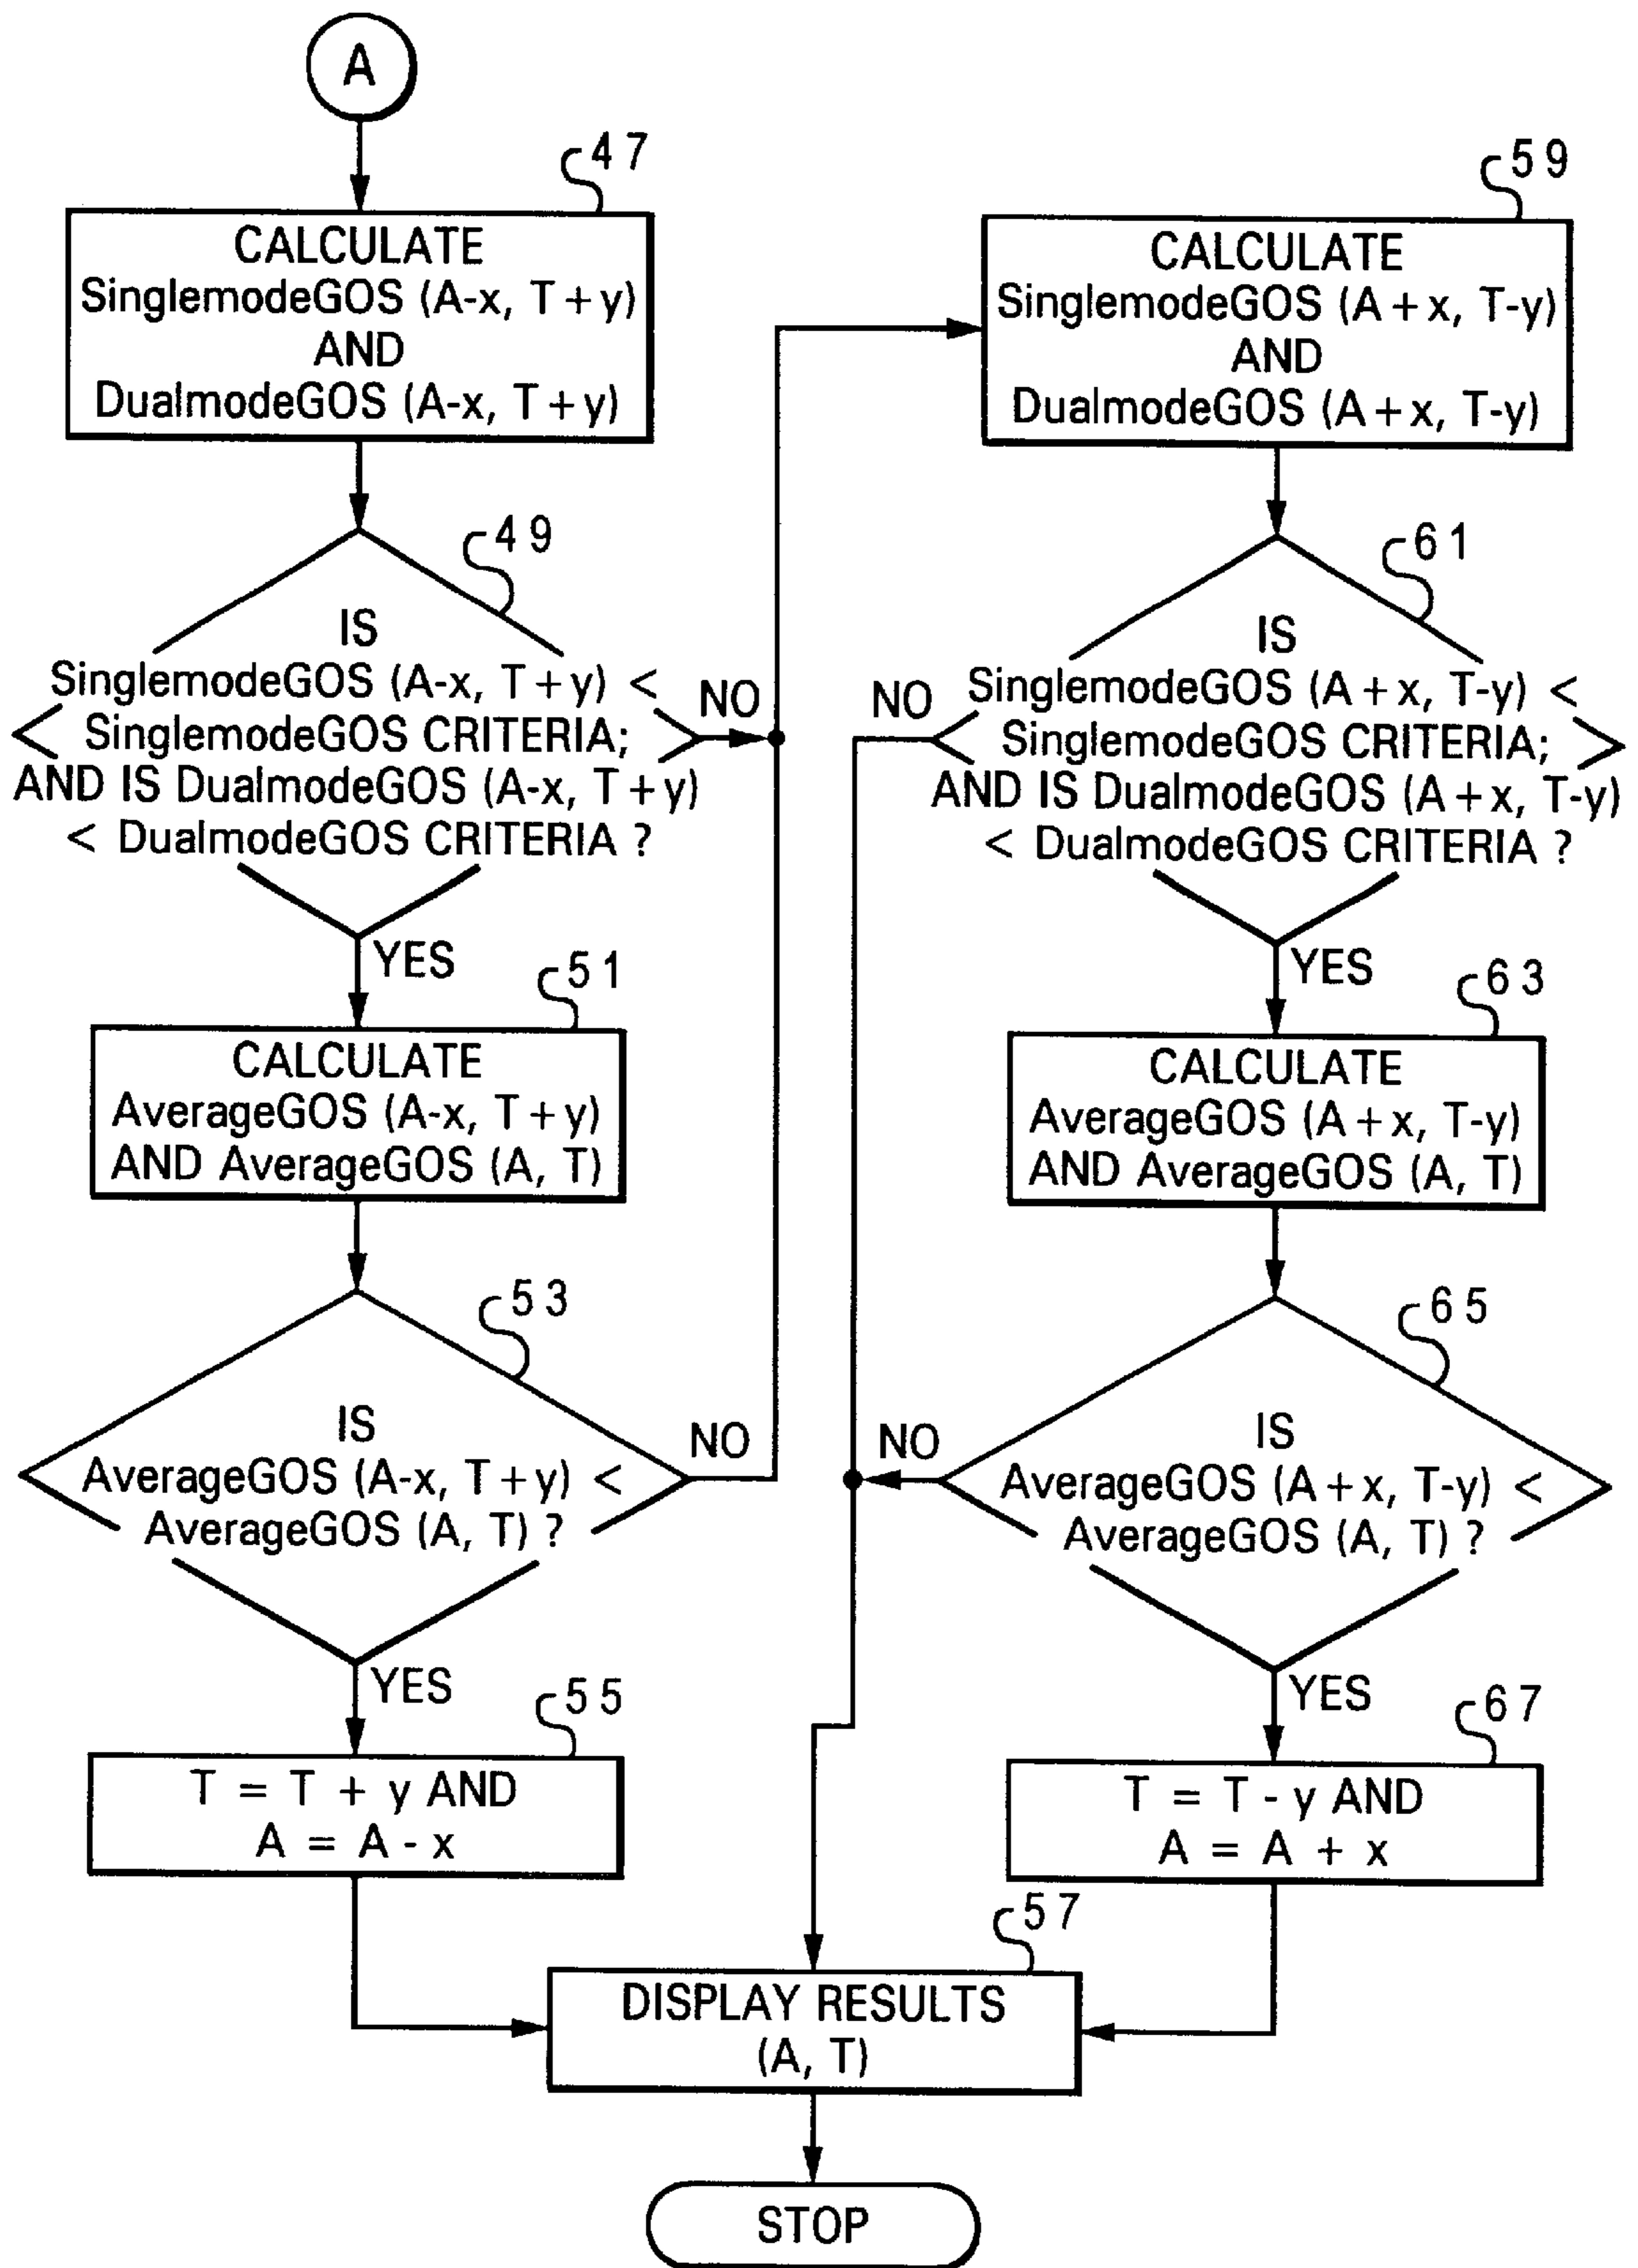 A
47
CALCULATE
SinglemodeGOS (A-x, T+y)
AND
DualmodeGOS (A-x, T+y)
49
IS
SinglemodeGOS (A-x, T+y) <
SinglemodeGOS CRITERIA;
AND IS DualmodeGOS (A-x, T+y)
< DualmodeGOS CRITERIA ?
NO
YES
51
CALCULATE
AverageGOS (A-x, T+y)
AND AverageGOS (A, T)
53
IS
AverageGOS (A-x, T+y) <
AverageGOS (A, T) ?
NO
YES
55
T = T + y AND
A = A - x
59
CALCULATE
SinglemodeGOS (A+x, T-y)
AND
DualmodeGOS (A+x, T-y)
61
IS
SinglemodeGOS (A+x, T-y) <
SinglemodeGOS CRITERIA;
AND IS DualmodeGOS (A+x, T-y)
< DualmodeGOS CRITERIA ?
NO
YES
63
CALCULATE
AverageGOS (A+x, T-y)
AND AverageGOS (A, T)
65
IS
AverageGOS (A+x, T-y) <
AverageGOS (A, T) ?
NO
YES
67
T = T - y AND
A = A + x
57
DISPLAY RESULTS
(A, T)
STOP